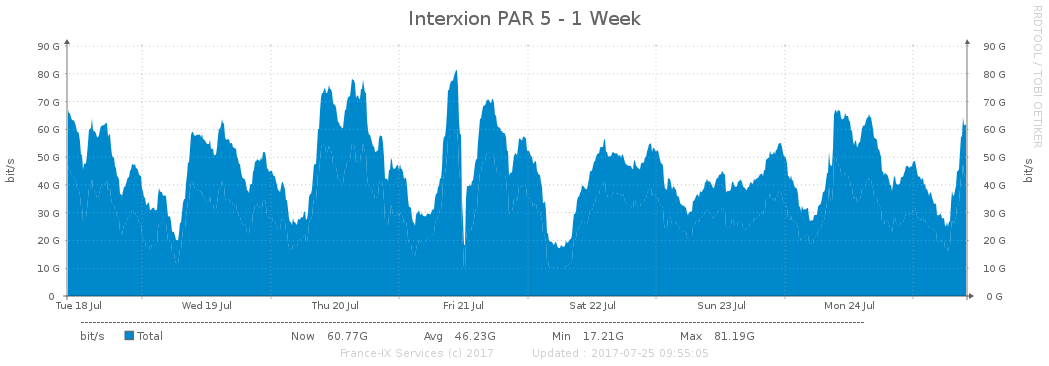 Interxion PAR 5 - 1 Week
RRDTOOL / TOBI OETIKER
bit/s
bit/s
90 G 90 G
80 G 80 G
70 G 70 G
60 G 60 G
50 G 50 G
40 G 40 G
30 G 30 G
20 G 20 G
10 G 10 G
0 0 G
Tue 18 Jul Wed 19 Jul Thu 20 Jul Fri 21 Jul Sat 22 Jul Sun 23 Jul Mon 24 Jul
bit/s Total Now 60.77G Avg 46.23G Min 17.21G Max 81.19G
France-IX Services (c) 2017 Updated : 2017-07-25 09:55:05